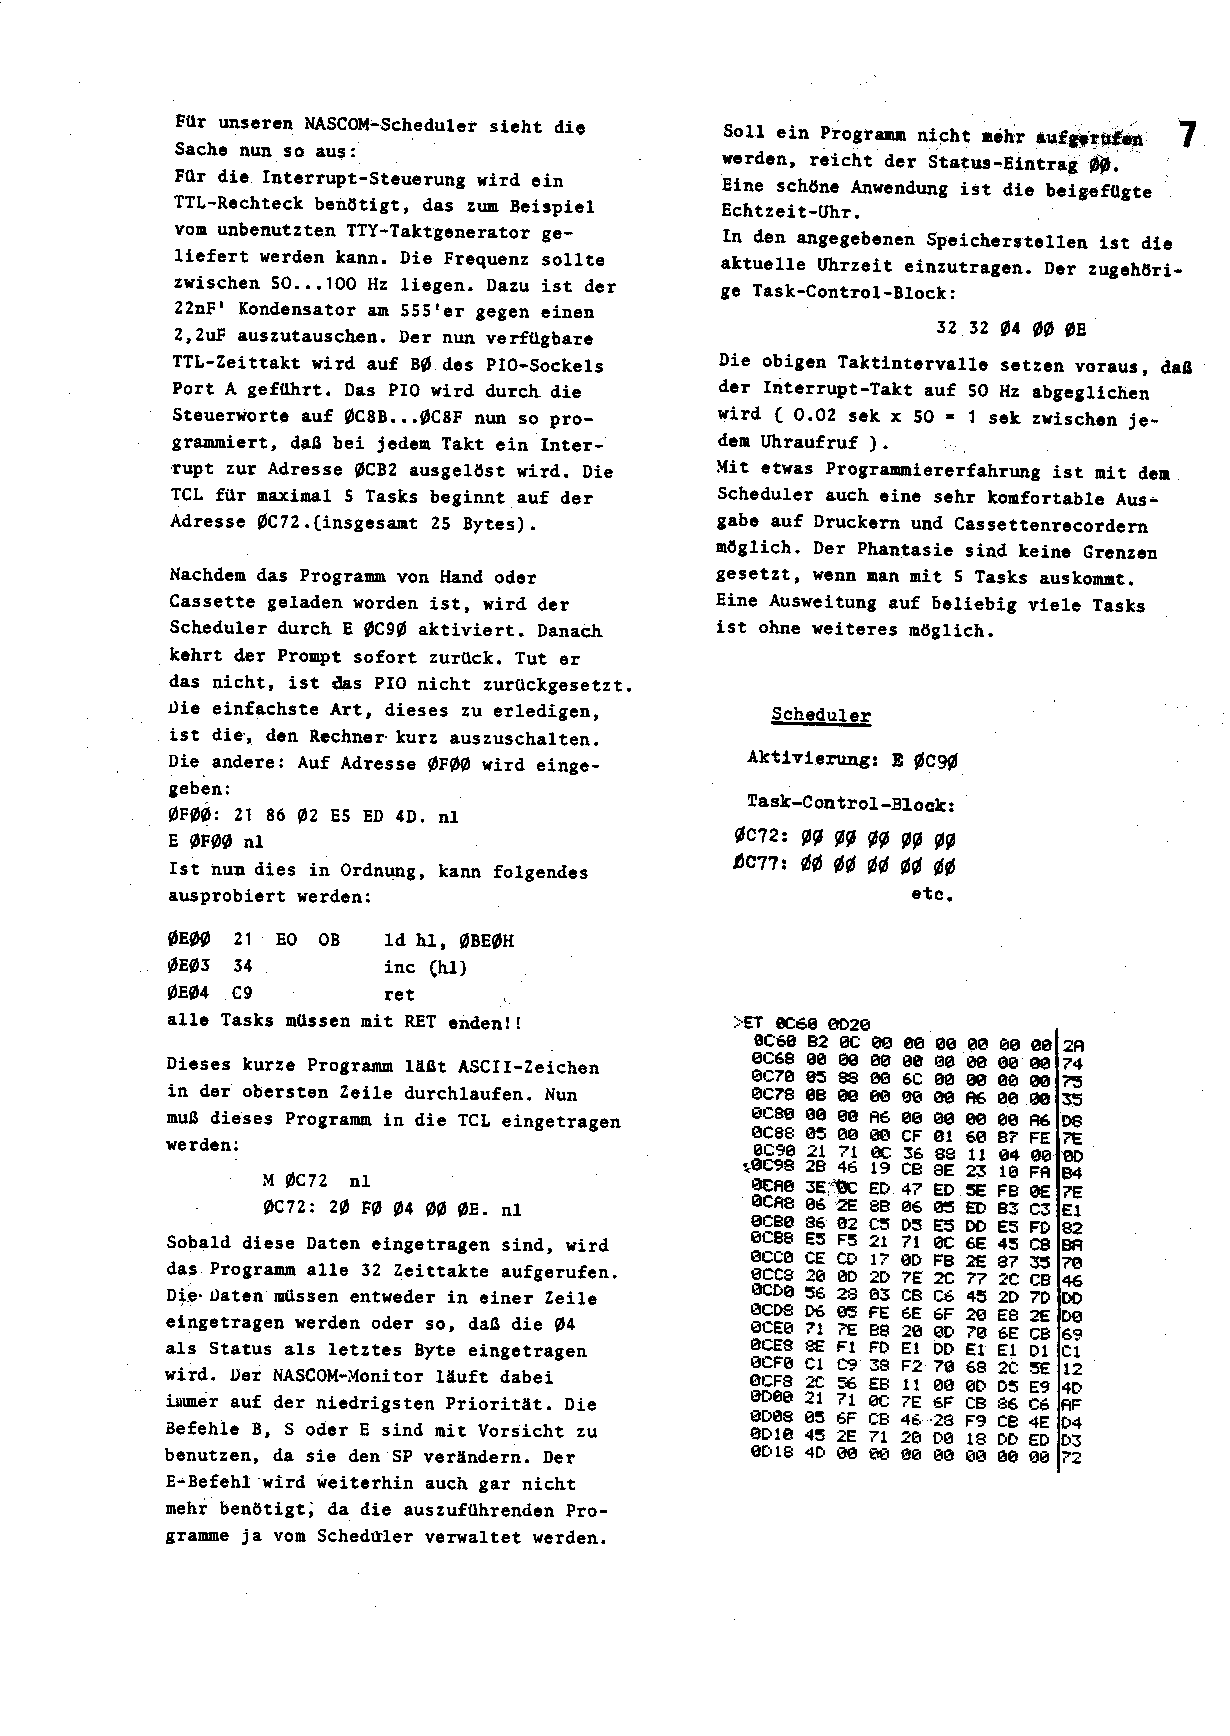 Für unseren NASCOM-Scheduler sieht die
Sache nun so aus:
Für die Interrupt-Steuerung wird ein
TTL-Rechteck benötigt, das zum Beispiel
vom unbenutzten TTY-Taktgenerator ge-
liefert werden kann. Die Frequenz sollte
zwischen 50...100 Hz liegen. Dazu ist der
22nF' Kondensator am 555'er gegen einen
2,2uF auszutauschen. Der nun verfügbare
TTL-Zeittakt wird auf BØ des PIO-Sockels
Port A geführt. Das PIO wird durch die
Steuerworte auf ØC8B...ØC8F nun so pro-
grammiert, daß bei jedem Takt ein Inter-
rupt zur Adresse ØCB2 ausgelöst wird. Die
TCL für maximal 5 Tasks beginnt auf der
Adresse ØC72.(insgesamt 25 Bytes).
Nachdem das Programm von Hand oder
Cassette geladen worden ist, wird der
Scheduler durch E ØC9Ø aktiviert. Danach
kehrt der Prompt sofort zurück. Tut er
das nicht, ist das PIO nicht zurückgesetzt.
Die einfachste Art, dieses zu erledigen,
ist die, den Rechner kurz auszuschalten.
Die andere: Auf Adresse ØFØØ wird einge-
geben:
ØFØØ: 21 86 Ø2 E5 ED 4D. nl
E ØFØØ nl
Ist nun dies in Ordnung, kann folgendes
ausprobiert werden:
ØEØØ 21 EO OB ld hl, ØBEØH
ØEØ3 34 inc (hl)
ØEØ4 C9 ret
alle Tasks müssen mit RET enden!!
Dieses kurze Programm läßt ASCII-Zeichen
in der obersten Zeile durchlaufen. Nun
muß dieses Programm in die TCL eingetragen
werden:
M ØC72 nl
ØC72: 2Ø FØ Ø4 ØØ ØE. nl
Sobald diese Daten eingetragen sind, wird
das Programm alle 32 Zeittakte aufgerufen.
Die Daten müssen entweder in einer Zeile
eingetragen werden oder so, daß die Ø4
als Status als letztes Byte eingetragen
wird. Der NASCOM-Monitor läuft dabei
immer auf der niedrigsten Priorität. Die
Befehle B, S oder E sind mit Vorsicht zu
benutzen, da sie den SP verändern. Der
E-Befehl wird weiterhin auch gar nicht
mehr benötigt, da die auszuführenden Pro-
gramme ja vom Scheduler verwaltet werden.
7
Soll ein Programm nicht mehr aufgerufen
werden, reicht der Status-Eintrag ØØ.
Eine schöne Anwendung ist die beigefügte
Echtzeit-Uhr.
In den angegebenen Speicherstellen ist die
aktuelle Uhrzeit einzutragen. Der zugehöri-
ge Task-Control-Block:
32 32 Ø4 ØØ ØE
Die obigen Taktintervalle setzen voraus, daß
der Interrupt-Takt auf 50 Hz abgeglichen
wird ( 0.02 sek x 50 = 1 sek zwischen je-
dem Uhraufruf ).
Mit etwas Programmiererfahrung ist mit dem
Scheduler auch eine sehr komfortable Aus-
gabe auf Druckern und Cassettenrecordern
möglich. Der Phantasie sind keine Grenzen
gesetzt, wenn man mit 5 Tasks auskommt.
Eine Ausweitung auf beliebig viele Tasks
ist ohne weiteres möglich.
Scheduler
Aktivierung: E ØC9Ø
Task-Control-Block:
ØC72: ØØ ØØ ØØ ØØ ØØ
ØC77: ØØ ØØ ØØ ØØ ØØ
etc.
>ET 0C60 0D20
0C60 B2 0C 00 00 00 00 00 00 2A
0C68 00 00 00 00 00 00 00 00 74
0C70 05 88 00 6C 00 00 00 00 75
0C78 0B 00 00 00 00 A6 00 00 35
0C80 00 00 A6 00 00 00 00 A6 D8
0C88 05 00 00 CF 01 60 B7 FE 7E
0C90 21 71 0C 36 88 11 04 00 0D
0C98 2B 46 19 CB 8E 23 10 FA B4
0CA0 3E 0C ED 47 ED 5E FB 0E 7E
0CA8 06 2E 8B 06 05 ED B3 C3 E1
0CB0 86 02 C5 D5 E5 DD E5 FD 82
0CB8 E5 F5 21 71 0C 6E 45 CB BA
0CC0 CE CD 17 0D FB 2E 87 35 70
0CC8 20 0D 2D 7E 2C 77 2C CB 46
0CD0 56 28 03 CB C6 45 2D 7D DD
0CD8 D6 05 FE 6E 6F 20 E8 2E D0
0CE0 71 7E B8 20 0D 70 6E CB 69
0CE8 8E F1 FD E1 DD E1 E1 D1 C1
0CF0 C1 C9 38 F2 70 68 2C 5E 12
0CF8 2C 56 EB 11 00 0D D5 E9 4D
0D00 21 71 0C 7E 6F CB 86 C6 AF
0D08 05 6F CB 46 28 F9 CB 4E D4
0D10 45 2E 71 20 D0 18 DD ED D3
0D18 4D 00 00 00 00 00 00 00 72